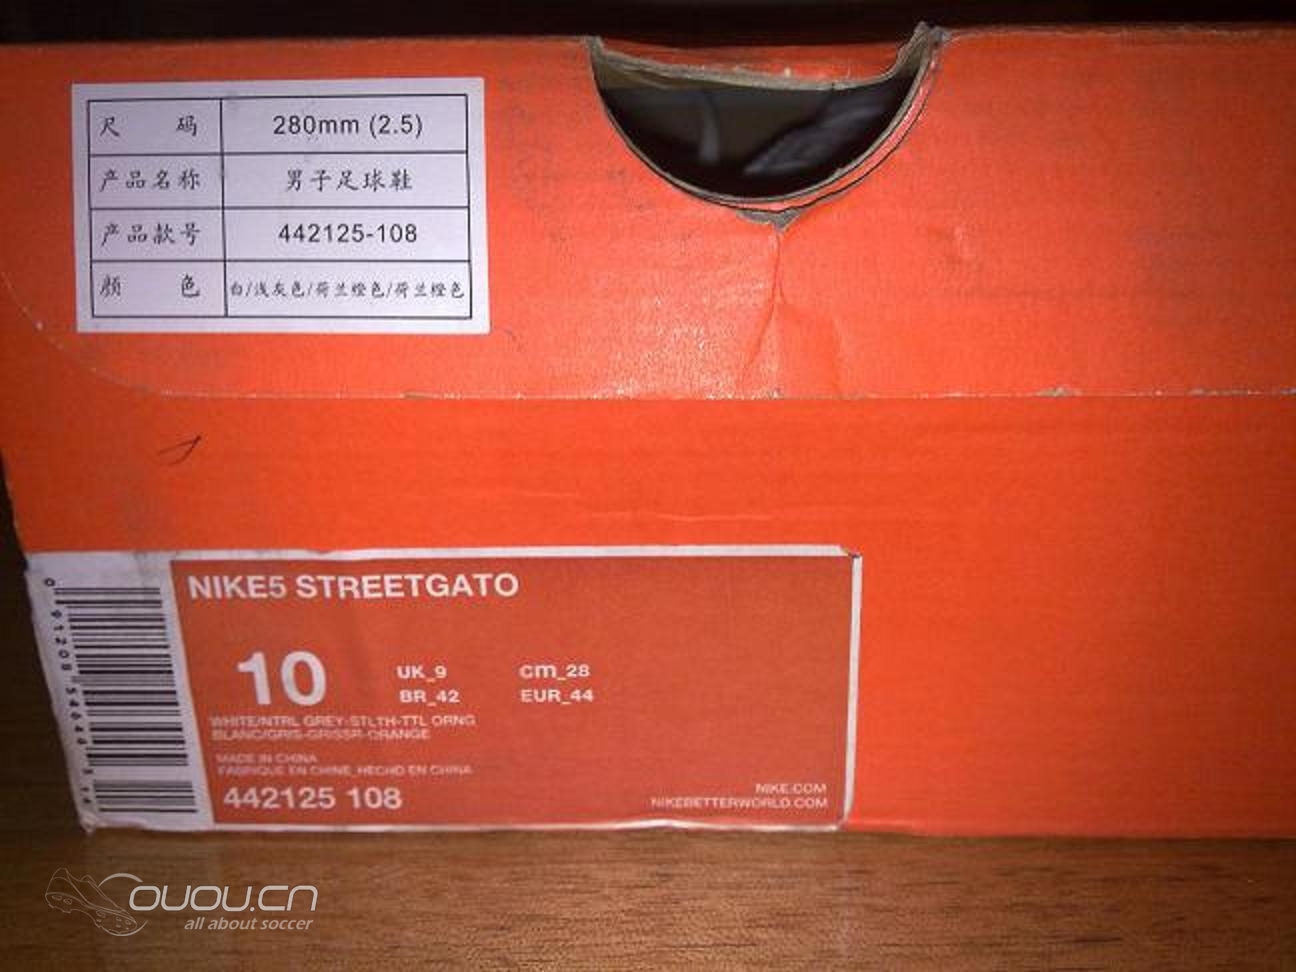 尺 码 280mm (2.5)
产品名称 男子足球鞋
产品款号 442125-108
颜 色 白/浅灰色/荷兰橙色/荷兰橙色
NIKE5 STREETGATO
10 UK_9 cm_28
BR_42 EUR_44
WHITE/NTRL GREY-STLTH-TTL ORNG
BLANC/GRIS-GRISSR-ORANGE
MADE IN CHINA
FABRIQUE EN CHINE_HECHO EN CHINA
442125 108
NIKE.COM
NIKEBETTERWORLD.COM
OUOU.CN
all about soccer